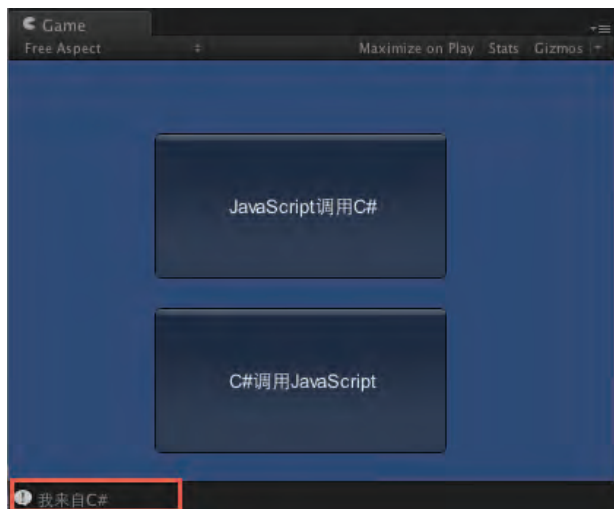 Game
Free Aspect Maximize on Play Stats Gizmos
JavaScript调用C#
C#调用JavaScript
我来自C#